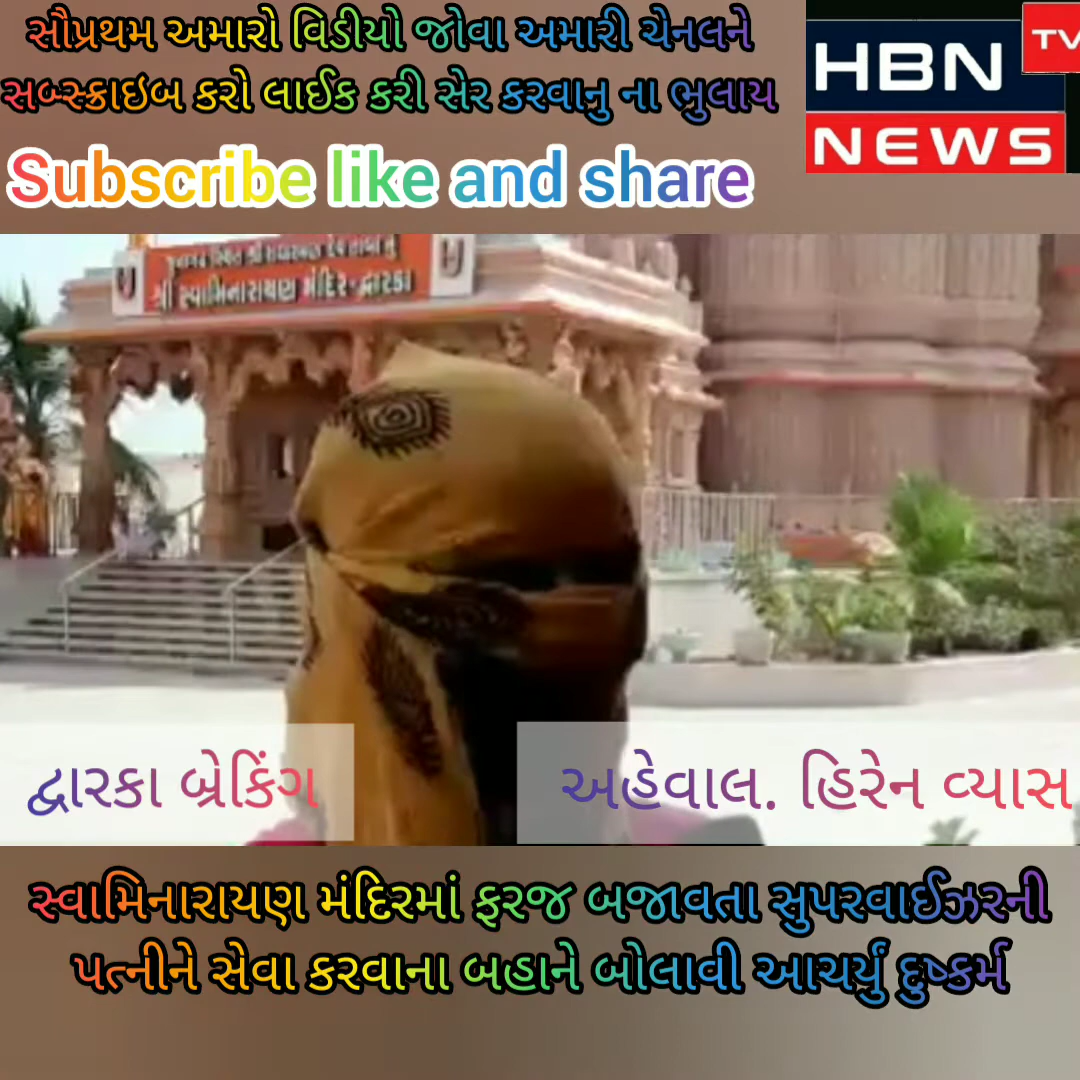 સૌપ્રથમ અમારો વિડીયો જોવા અમારી ચેનલને
સબ્સ્ક્રાઇબ કરો લાઈક કરી સેર કરવાનુ ના ભુલાય
Subscribe like and share
HBN TV
NEWS
શ્રી સ્વામિનારાયણ મંદિર-દ્વારકા
દ્વારકા બ્રેકિંગ
અહેવાલ. હિરેન વ્યાસ
સ્વામિનારાયણ મંદિરમાં ફરજ બજાવતા સુપરવાઈઝરની
પત્નીને સેવા કરવાના બહાને બોલાવી આચર્યું દુષ્કર્મ